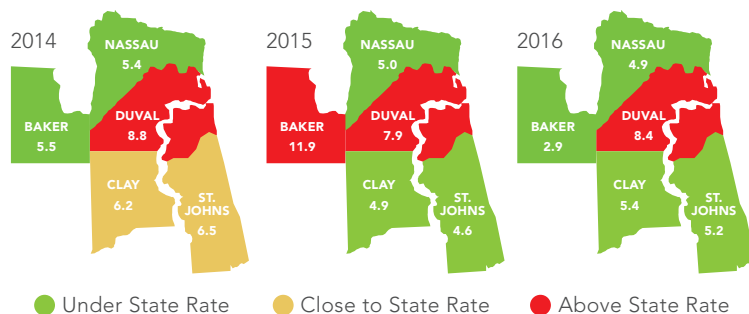 2014
NASSAU
5.4
DUVAL
8.8
BAKER
5.5
CLAY
6.2
ST.
JOHNS
6.5
2015
NASSAU
5.0
DUVAL
7.9
BAKER
11.9
CLAY
4.9
ST.
JOHNS
4.6
2016
NASSAU
4.9
DUVAL
8.4
BAKER
2.9
CLAY
5.4
ST.
JOHNS
5.2
Under State Rate
Close to State Rate
Above State Rate